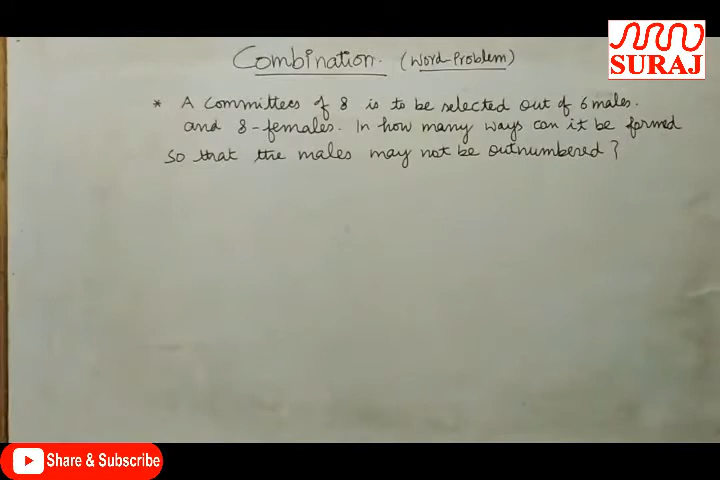 SURAJ
Combination. (Word-Problem)
* A Committees of 8 is to be selected out of 6 males.
and 8-females. In how many ways can it be formed
so that the males may not be outnumbered?
Share & Subscribe